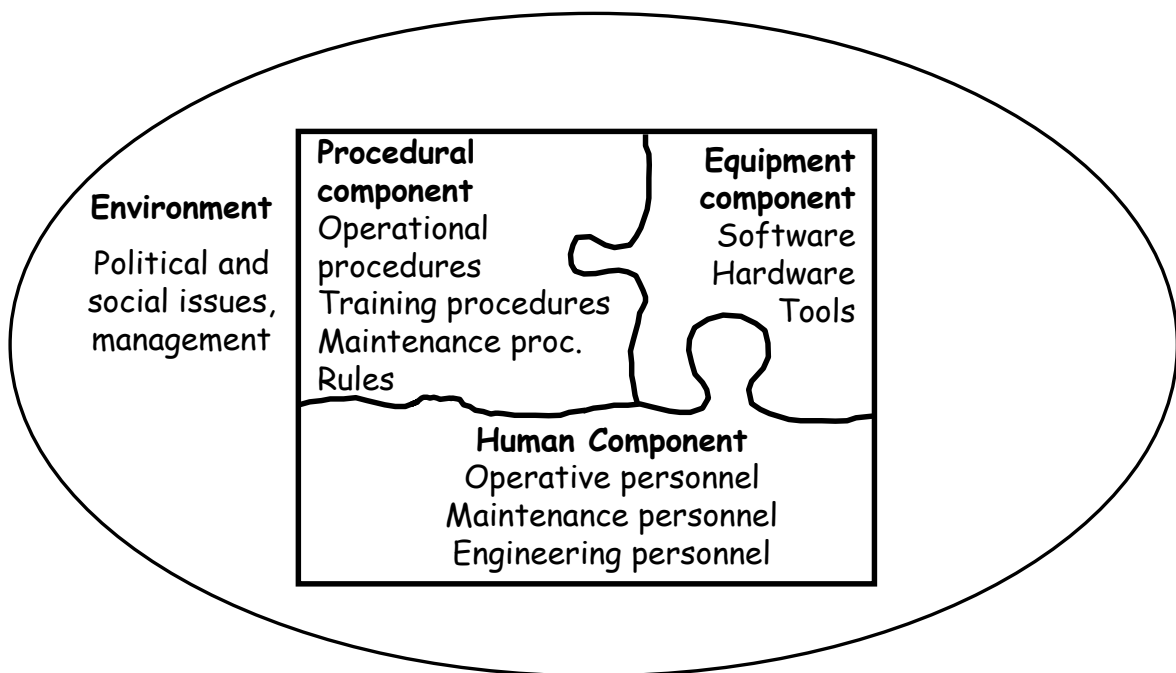 Environment
Political and
social issues,
management
Procedural
component
Operational
procedures
Training procedures
Maintenance proc.
Rules
Equipment
component
Software
Hardware
Tools
Human Component
Operative personnel
Maintenance personnel
Engineering personnel